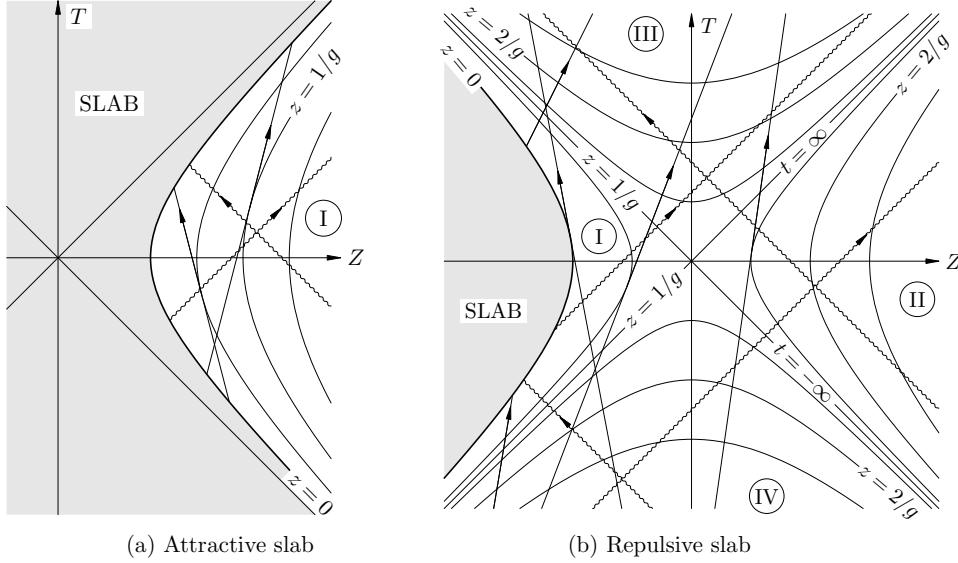 T
SLAB
z = 1/g
I
Z
z = 0
(a) Attractive slab
z = 2/g
III
T
z = 2/g
z = 0
z = 1/g
t = ∞
I
Z
SLAB
z = 1/g
II
t = −∞
IV
z = 2/g
(b) Repulsive slab